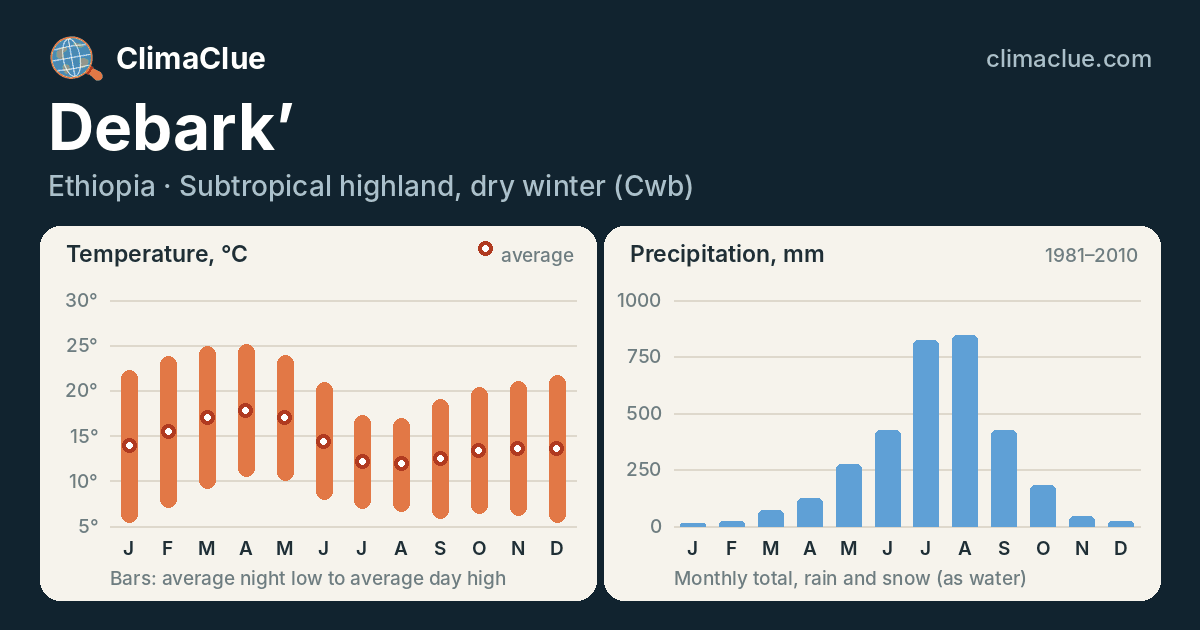 ClimaClue
climaclue.com
Debark’
Ethiopia · Subtropical highland, dry winter (Cwb)
Temperature, °C
average
30°
25°
20°
15°
10°
5°
J F M A M J J A S O N D
Bars: average night low to average day high
Precipitation, mm
1981–2010
1000
750
500
250
0
J F M A M J J A S O N D
Monthly total, rain and snow (as water)